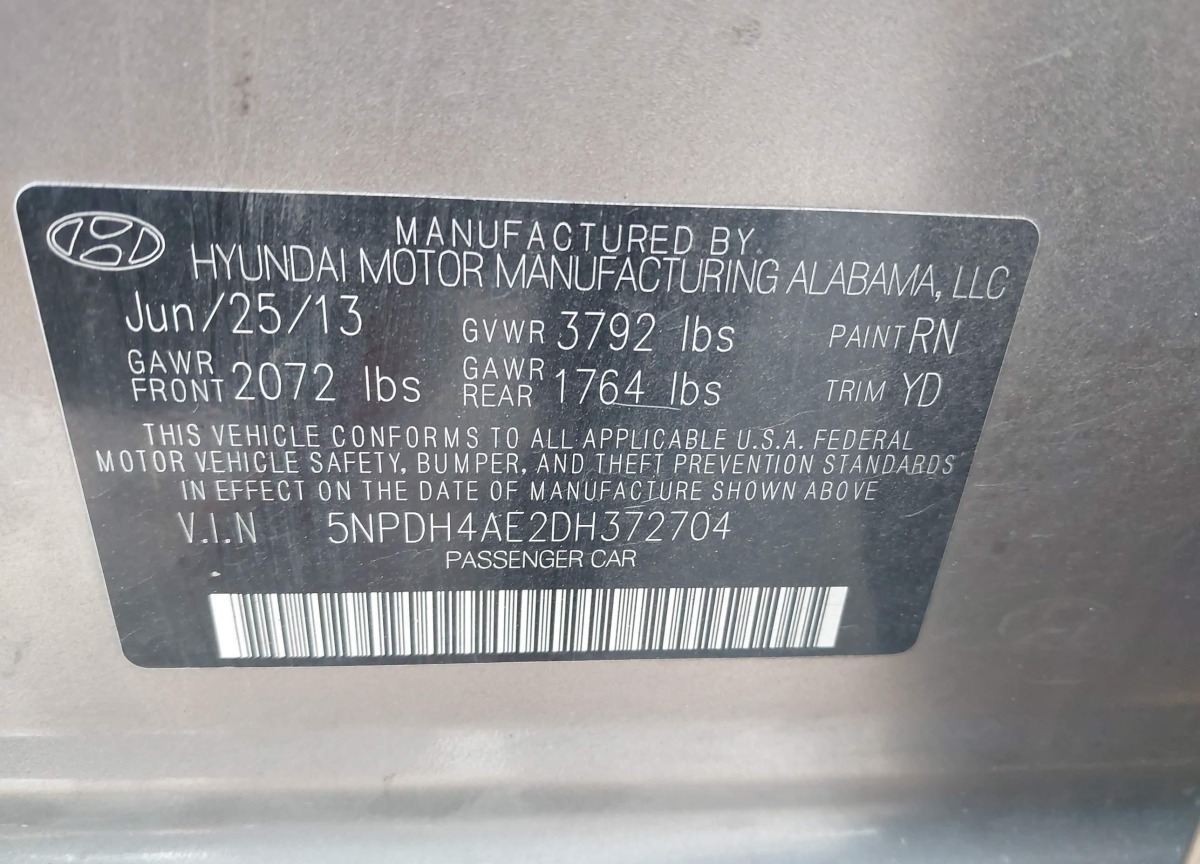 MANUFACTURED BY
HYUNDAI MOTOR MANUFACTURING ALABAMA, LLC
Jun/25/13 GVWR 3792 lbs PAINT RN
GAWR FRONT 2072 lbs GAWR REAR 1764 lbs TRIM YD
THIS VEHICLE CONFORMS TO ALL APPLICABLE U.S.A. FEDERAL
MOTOR VEHICLE SAFETY, BUMPER, AND THEFT PREVENTION STANDARDS
IN EFFECT ON THE DATE OF MANUFACTURE SHOWN ABOVE
V.I.N 5NPDH4AE2DH372704
PASSENGER CAR